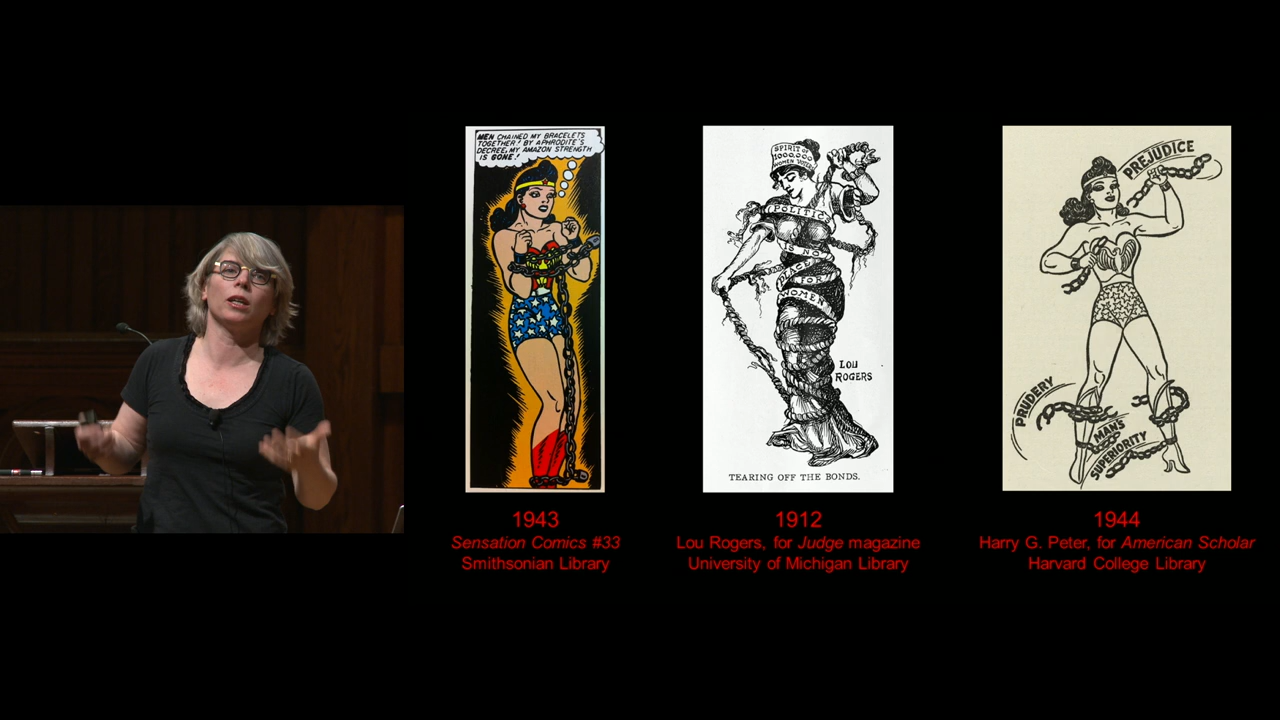 MEN CHAINED MY BRACELETS
TOGETHER! BY APHRODITE'S
DECREE, MY AMAZON STRENGTH
IS GONE!
1943
Sensation Comics #33
Smithsonian Library
SPIRIT OF
1000,000
WOMEN VOTERS
POLITICS
IS NO
PLACE
FOR
WOMEN
LOU
ROGERS
TEARING OFF THE BONDS.
1912
Lou Rogers, for Judge magazine
University of Michigan Library
PREJUDICE
PRUDERY
MAN'S
SUPERIORITY
1944
Harry G. Peter, for American Scholar
Harvard College Library